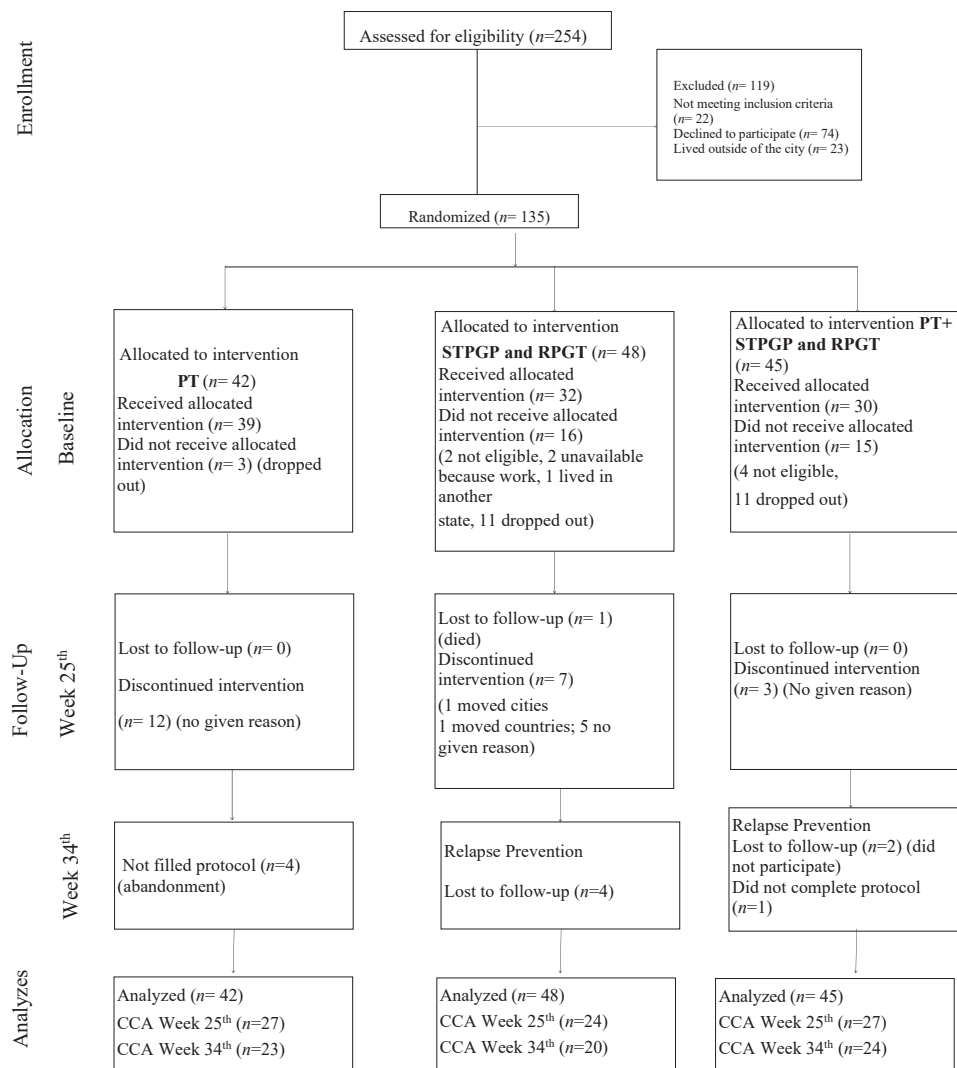 Enrollment
Assessed for eligibility (n=254)
Excluded (n= 119)
Not meeting inclusion criteria
(n= 22)
Declined to participate (n= 74)
Lived outside of the city (n= 23)
Randomized (n= 135)
Allocation
Baseline
Allocated to intervention
PT (n= 42)
Received allocated
intervention (n= 39)
Did not receive allocated
intervention (n= 3) (dropped
out)
Allocated to intervention
STPGP and RPGT (n= 48)
Received allocated
intervention (n= 32)
Did not receive allocated
intervention (n= 16)
(2 not eligible, 2 unavailable
because work, 1 lived in
another
state, 11 dropped out)
Allocated to intervention PT+
STPGP and RPGT
(n= 45)
Received allocated
intervention (n= 30)
Did not receive allocated
intervention (n= 15)
(4 not eligible,
11 dropped out)
Follow-Up
Week 25th
Lost to follow-up (n= 0)
Discontinued intervention
(n= 12) (no given reason)
Lost to follow-up (n= 1)
(died)
Discontinued
intervention (n= 7)
(1 moved cities
1 moved countries; 5 no
given reason)
Lost to follow-up (n= 0)
Discontinued intervention
(n= 3) (No given reason)
Week 34th
Not filled protocol (n=4)
(abandonment)
Relapse Prevention
Lost to follow-up (n=4)
Relapse Prevention
Lost to follow-up (n=2) (did
not participate)
Did not complete protocol
(n=1)
Analyzes
Analyzed (n= 42)
CCA Week 25th (n=27)
CCA Week 34th (n=23)
Analyzed (n= 48)
CCA Week 25th (n=24)
CCA Week 34th (n=20)
Analyzed (n= 45)
CCA Week 25th (n=27)
CCA Week 34th (n=24)